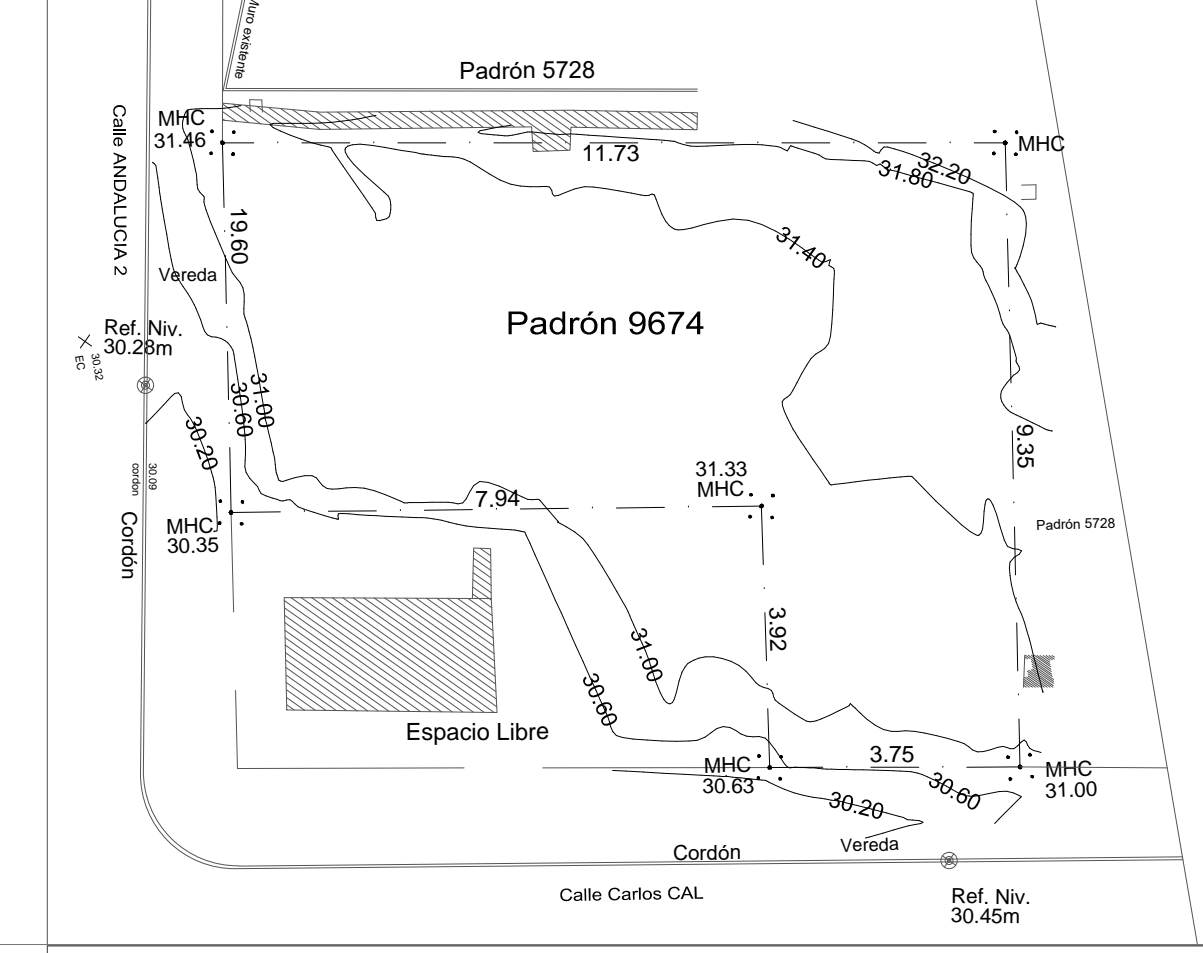 Muro existente
Padrón 5728
Calle ANDALUCIA 2
MHC
31.46
11.73
MHC
32.20
31.80
19.60
31.40
Vereda
Padrón 9674
Ref. Niv.
30.28m
30.32
EC
31.00
30.60
30.20
9.35
30.09
cordon
31.33
MHC
7.94
Cordón
MHC
30.35
Padrón 5728
3.92
31.00
30.60
Espacio Libre
3.75
MHC
30.63
MHC
31.00
30.60
30.20
Vereda
Cordón
Calle Carlos CAL
Ref. Niv.
30.45m